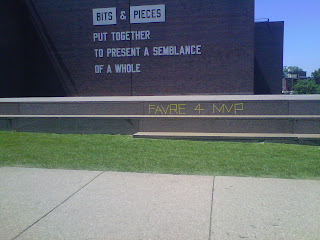 BITS & PIECES
PUT TOGETHER
TO PRESENT A SEMBLANCE
OF A WHOLE
FAVRE 4 MVP